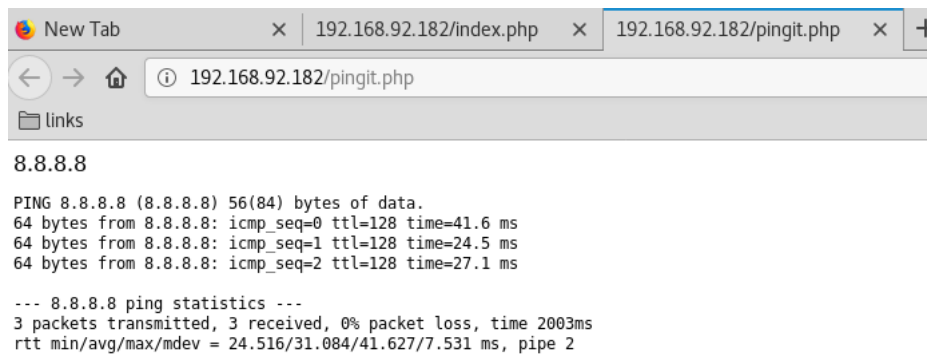 New Tab
192.168.92.182/index.php
192.168.92.182/pingit.php
192.168.92.182/pingit.php
links
8.8.8.8
PING 8.8.8.8 (8.8.8.8) 56(84) bytes of data.
64 bytes from 8.8.8.8: icmp_seq=0 ttl=128 time=41.6 ms
64 bytes from 8.8.8.8: icmp_seq=1 ttl=128 time=24.5 ms
64 bytes from 8.8.8.8: icmp_seq=2 ttl=128 time=27.1 ms
--- 8.8.8.8 ping statistics ---
3 packets transmitted, 3 received, 0% packet loss, time 2003ms
rtt min/avg/max/mdev = 24.516/31.084/41.627/7.531 ms, pipe 2